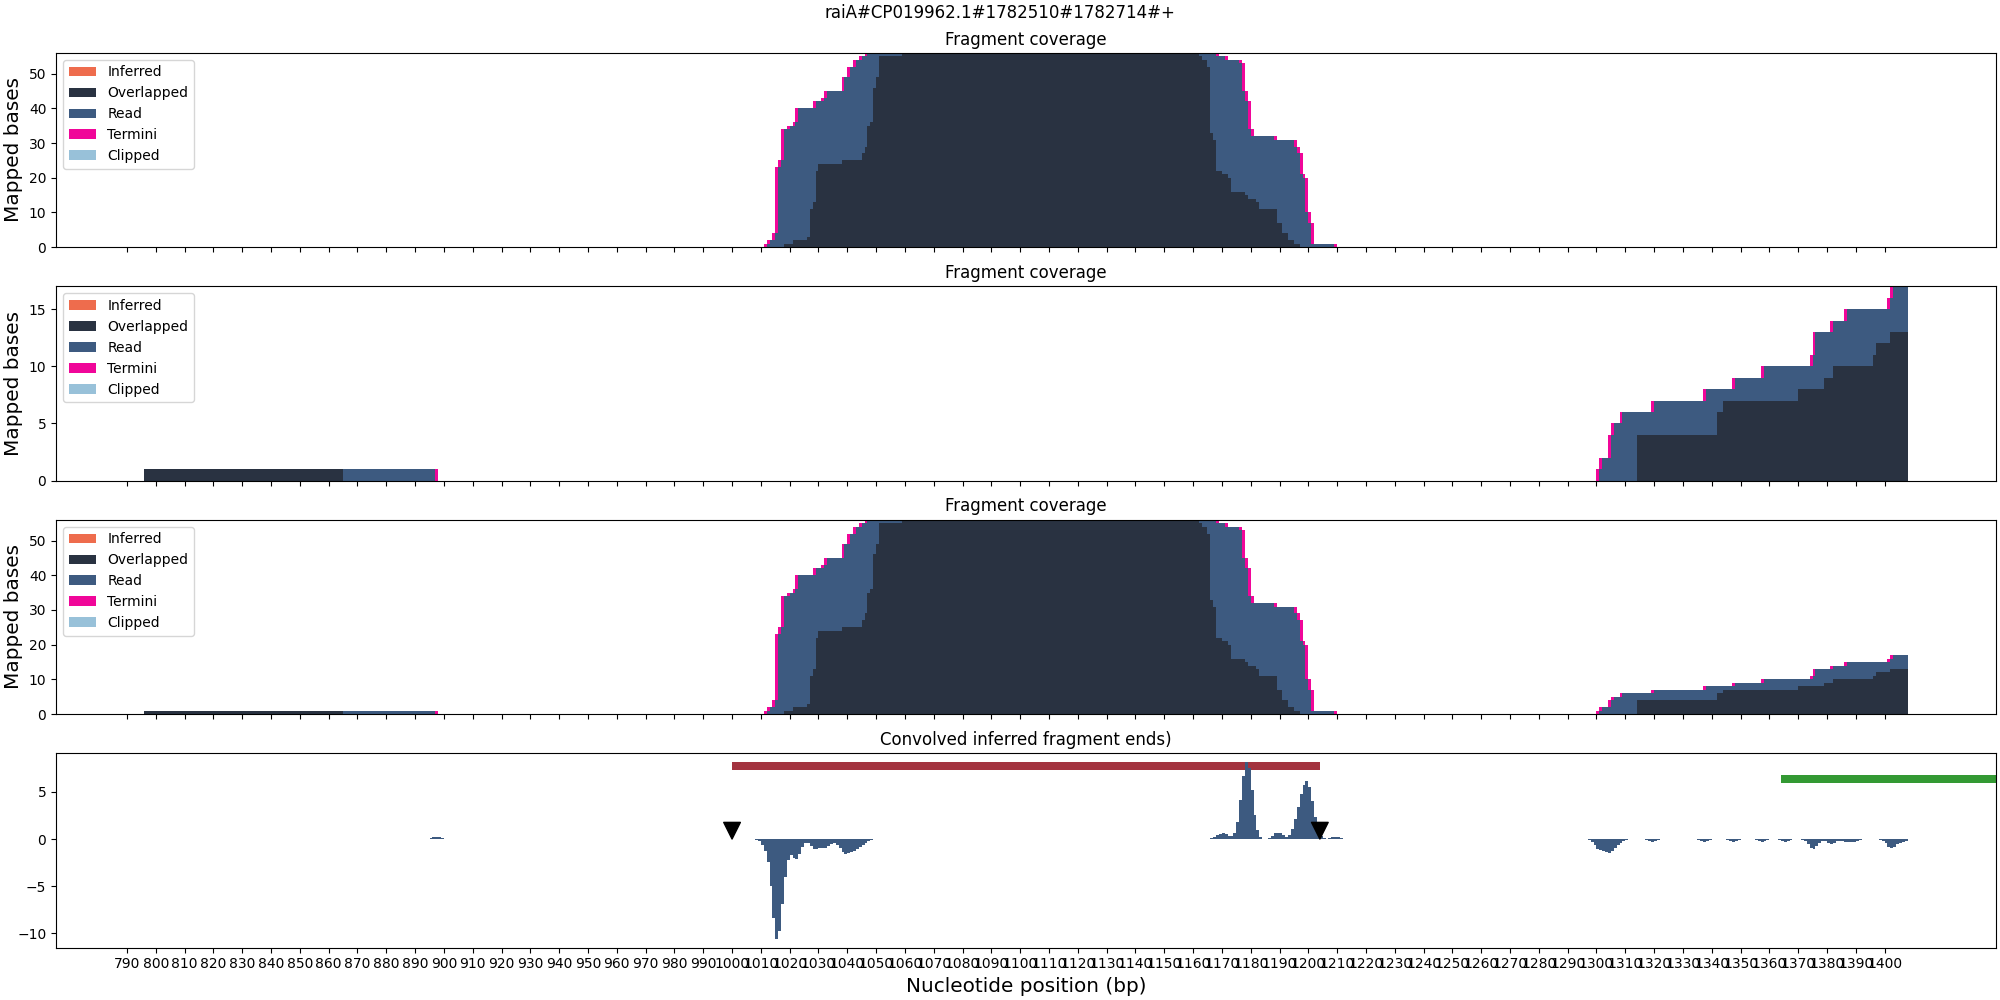 raiA#CP019962.1#1782510#1782714#+
Fragment coverage
Mapped bases
50
40
30
20
10
0
Inferred
Overlapped
Read
Termini
Clipped
Fragment coverage
Mapped bases
15
10
5
0
Inferred
Overlapped
Read
Termini
Clipped
Fragment coverage
Mapped bases
50
40
30
20
10
0
Inferred
Overlapped
Read
Termini
Clipped
Convolved inferred fragment ends)
5
0
−5
−10
790 800 810 820 830 840 850 860 870 880 890 900 910 920 930 940 950 960 970 980 990 1000 1010 1020 1030 1040 1050 1060 1070 1080 1090 1100 1110 1120 1130 1140 1150 1160 1170 1180 1190 1200 1210 1220 1230 1240 1250 1260 1270 1280 1290 1300 1310 1320 1330 1340 1350 1360 1370 1380 1390 1400
Nucleotide position (bp)